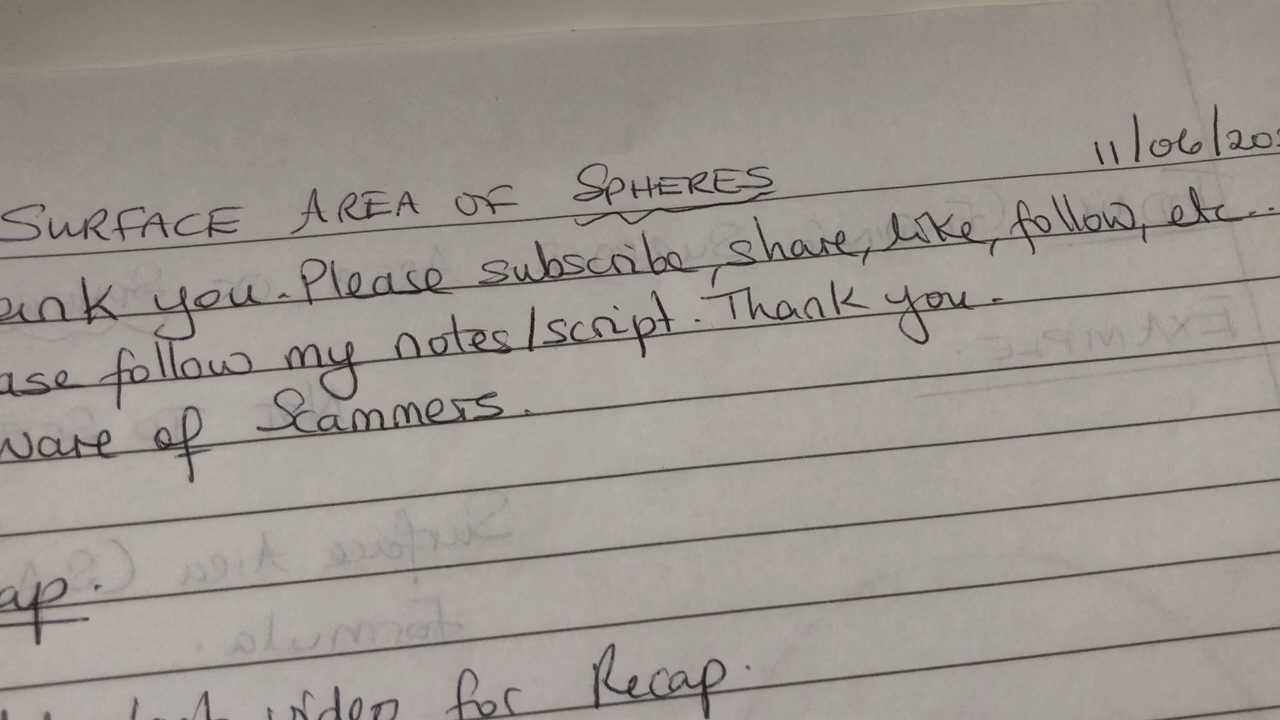 SURFACE AREA OF SPHERES 11/06/20
ank you. Please subscribe, share, like, follow, etc...
ase follow my notes/script. Thank you.
ware of Scammers.
ap.
video for Recap.